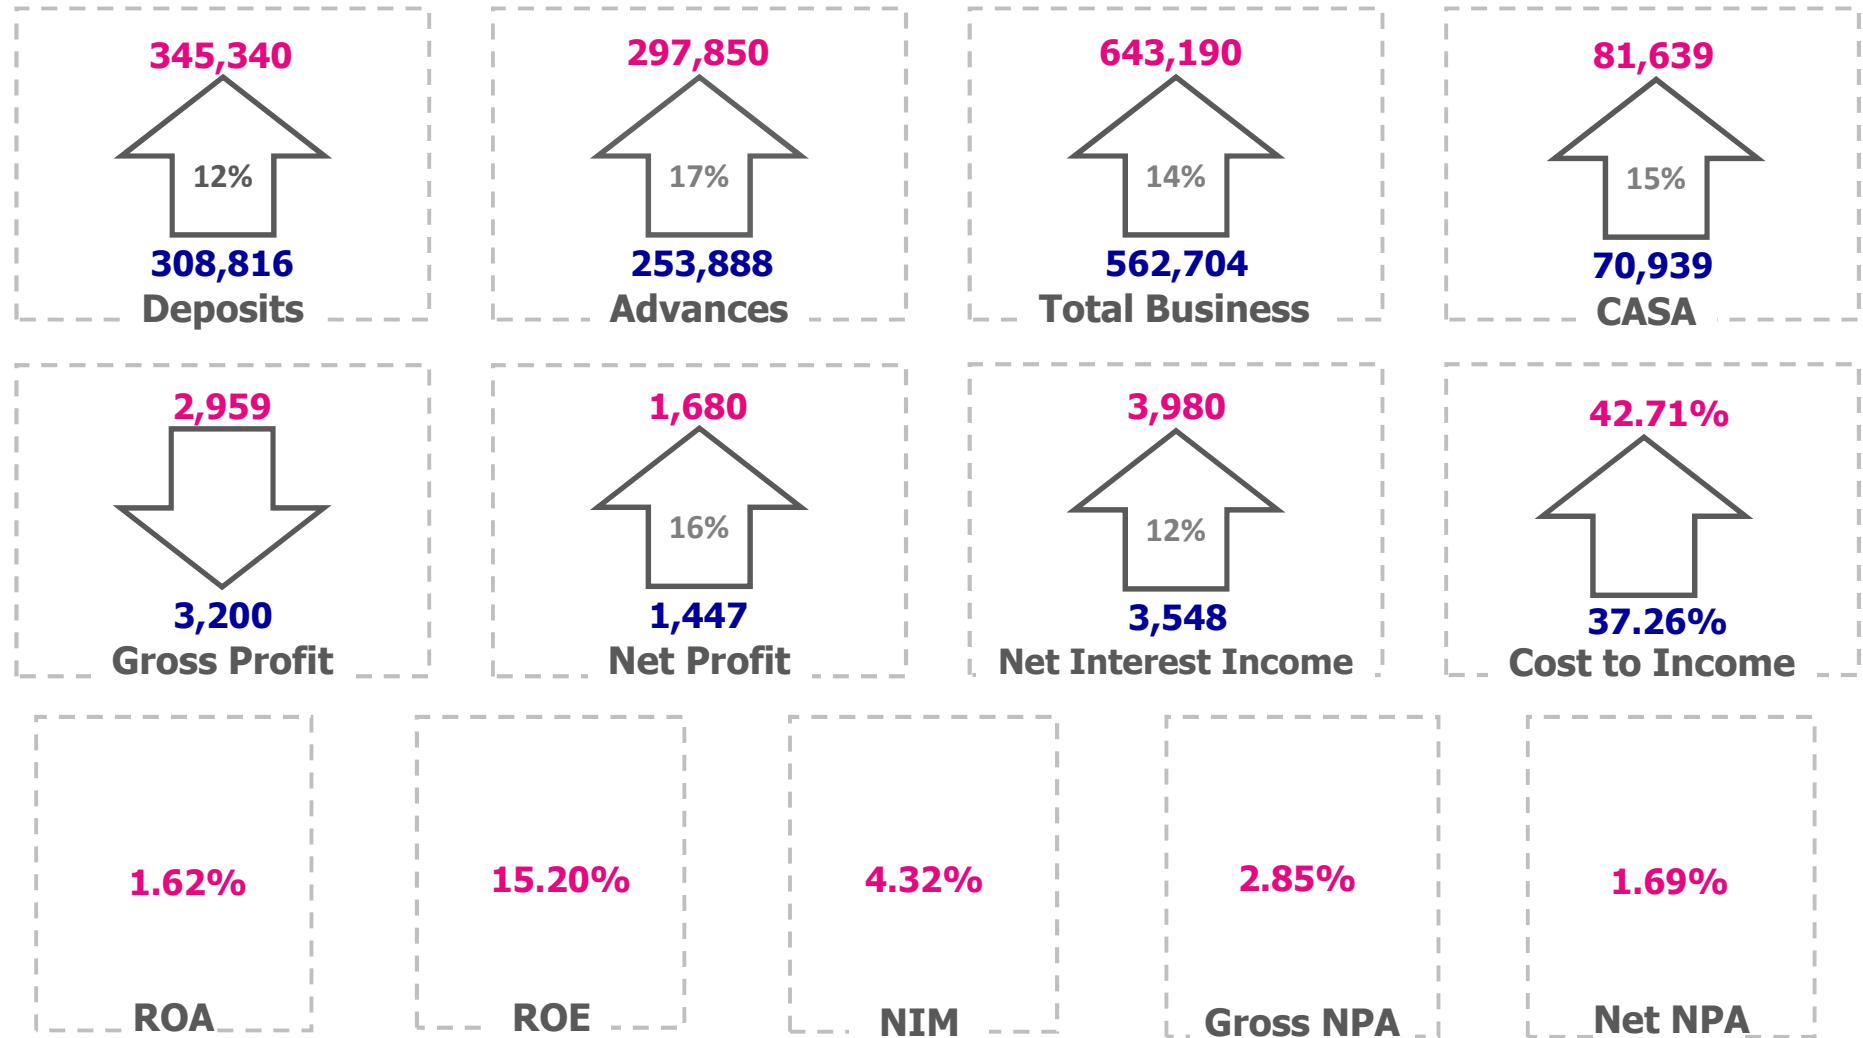 345,340
12%
308,816
Deposits
297,850
17%
253,888
Advances
643,190
14%
562,704
Total Business
81,639
15%
70,939
CASA
2,959
3,200
Gross Profit
1,680
16%
1,447
Net Profit
3,980
12%
3,548
Net Interest Income
42.71%
37.26%
Cost to Income
1.62%
ROA
15.20%
ROE
4.32%
NIM
2.85%
Gross NPA
1.69%
Net NPA